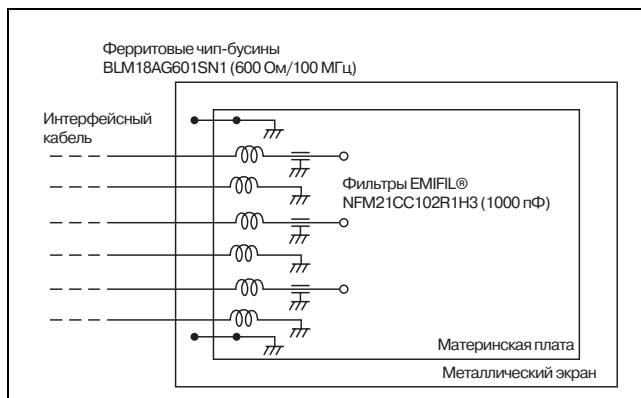 Ферритовые чип-бусины
BLM18AG601SN1 (600 Ом/100 МГц)
Интерфейсный
кабель
Фильтры EMIFIL®
NFM21CC102R1H3 (1000 пФ)
Материнская плата
Металлический экран